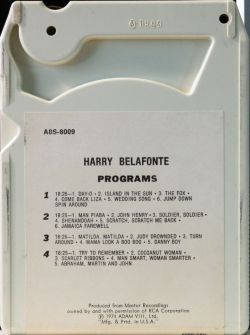 A8S-8009
HARRY BELAFONTE
PROGRAMS
1 18:26—1. DAY-O • 2. ISLAND IN THE SUN • 3. THE FOX •
4. COME BACK LIZA • 5. WEDDING SONG • 6. JUMP DOWN
SPIN AROUND
2 18:25—1. MAN PIABA • 2. JOHN HENRY • 3. SOLDIER, SOLDIER •
4. SHENANDOAH • 5. SCRATCH, SCRATCH ME BACK •
6. JAMAICA FAREWELL
3 18:26—1. MATILDA, MATILDA • 2. JUDY DROWNDED • 3. TURN
AROUND • 4. MAMA LOOK A BOO BOO • 5. DANNY BOY
4 18:25—1. TRY TO REMEMBER • 2. COCOANUT WOMAN •
3. SCARLET RIBBONS • 4. MAN SMART, WOMAN SMARTER •
5. ABRAHAM, MARTIN AND JOHN
Produced from Master Recordings
owned by and with permission of RCA Corporation
℗ 1974 ADAM VIII, Ltd.
"Mfg. & Prntd. in U.S.A."